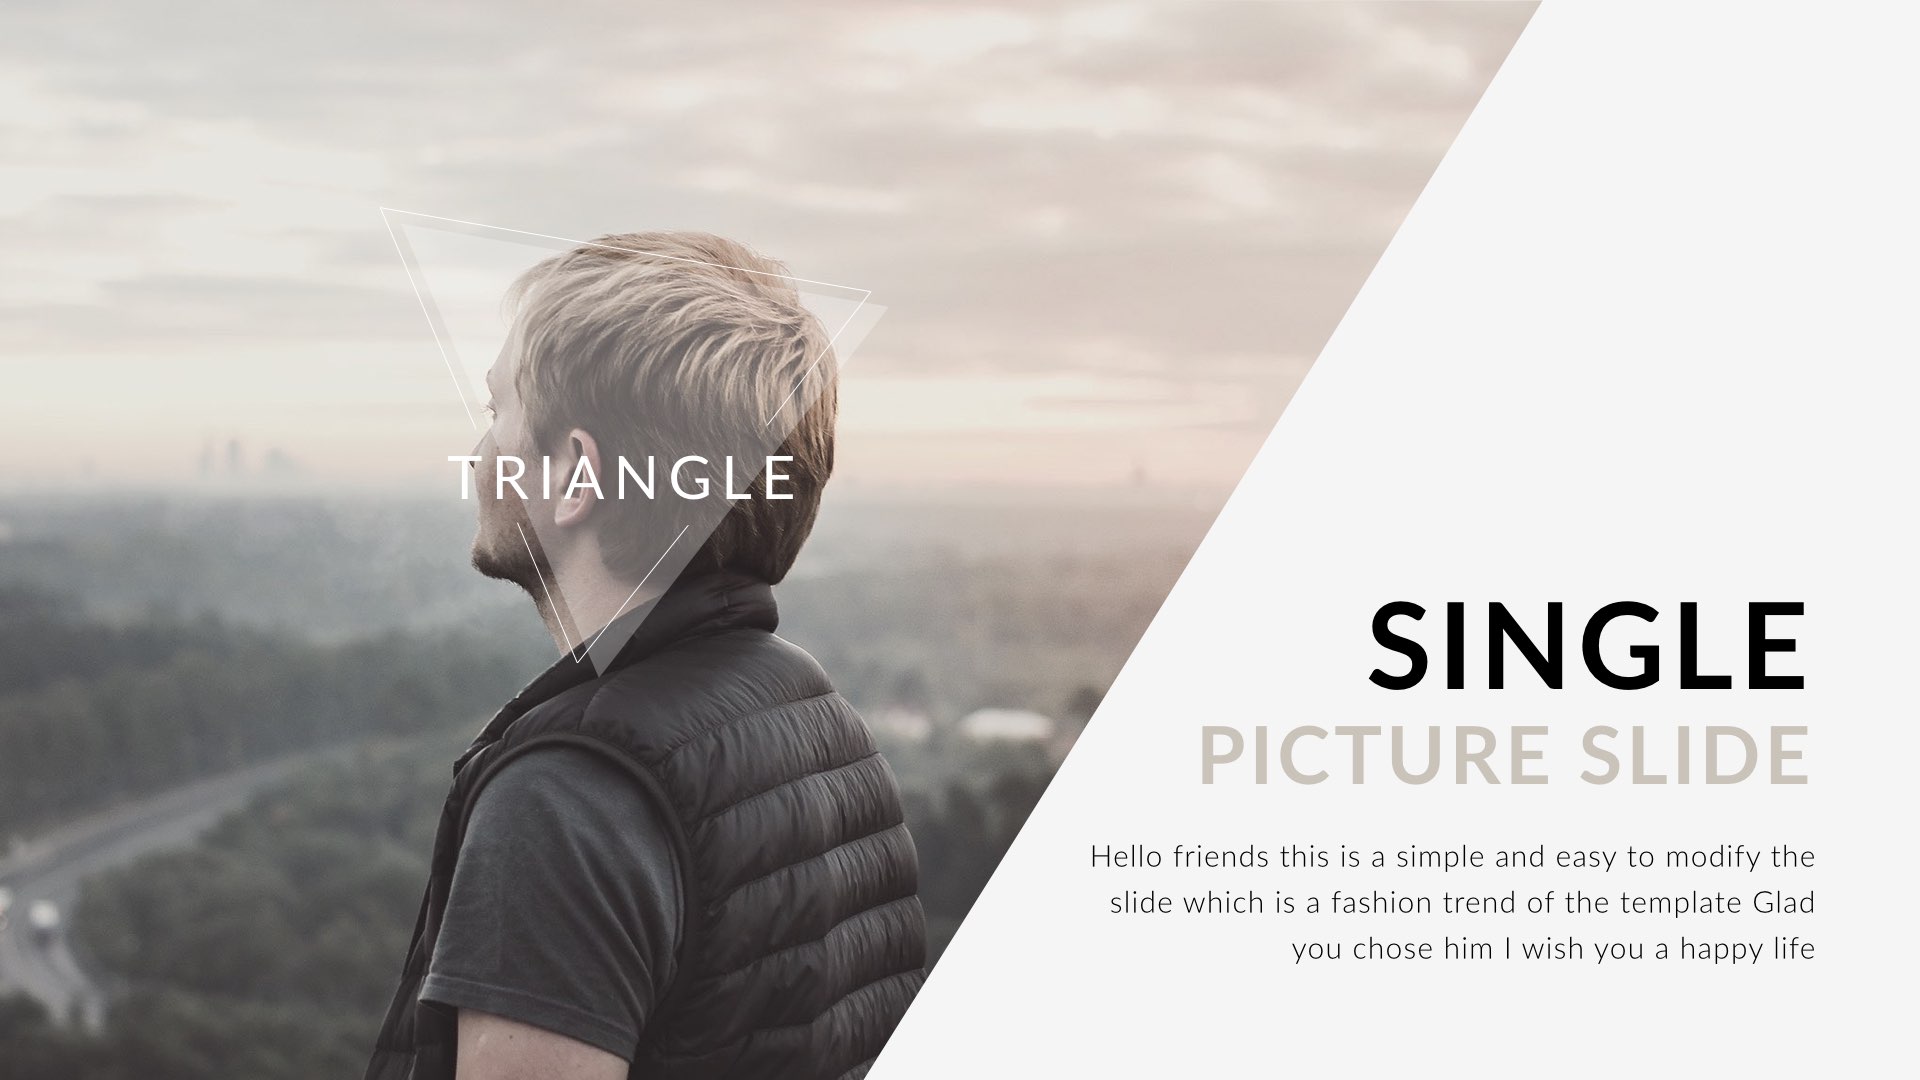 TRIANGLE
SINGLE
PICTURE SLIDE
Hello friends this is a simple and easy to modify the
slide which is a fashion trend of the template Glad
you chose him I wish you a happy life